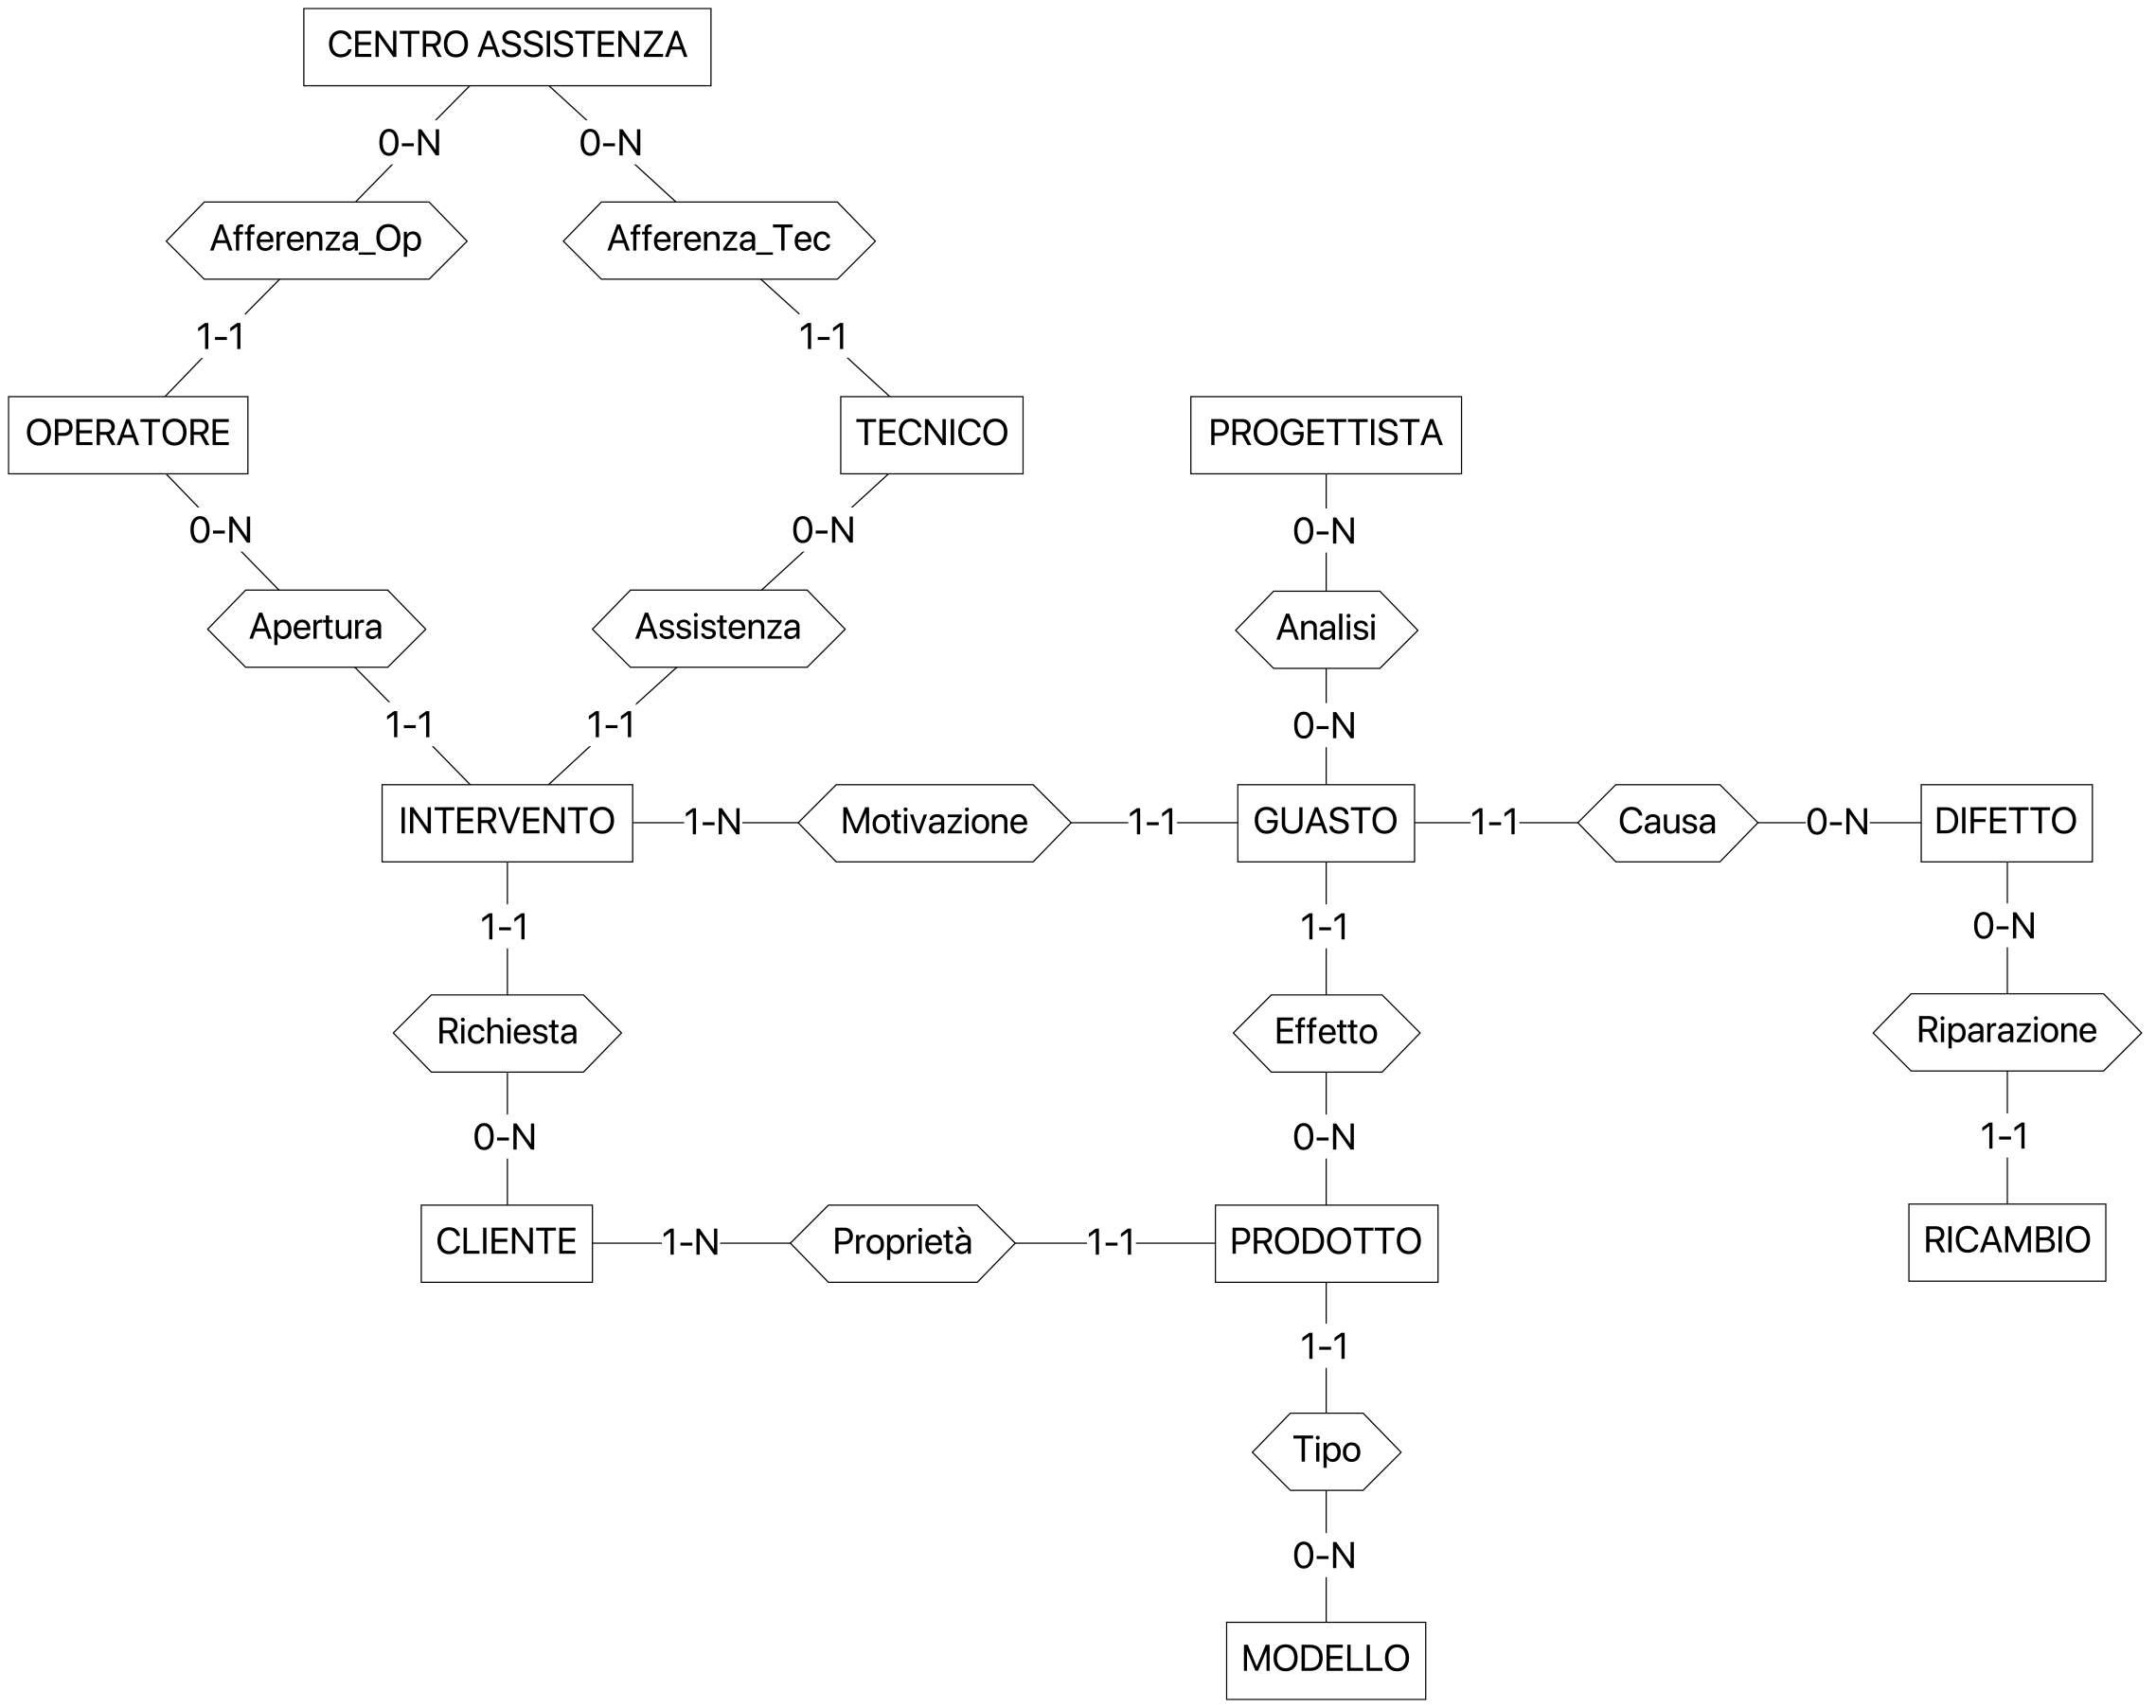 CENTRO ASSISTENZA
0-N
0-N
Afferenza_Op
Afferenza_Tec
1-1
1-1
OPERATORE
TECNICO
PROGETTISTA
0-N
0-N
0-N
Apertura
Assistenza
Analisi
1-1
1-1
0-N
INTERVENTO
1-N
Motivazione
1-1
GUASTO
1-1
Causa
0-N
DIFETTO
1-1
1-1
0-N
Richiesta
Effetto
Riparazione
0-N
0-N
1-1
CLIENTE
1-N
Proprietà
1-1
PRODOTTO
RICAMBIO
1-1
Tipo
0-N
MODELLO